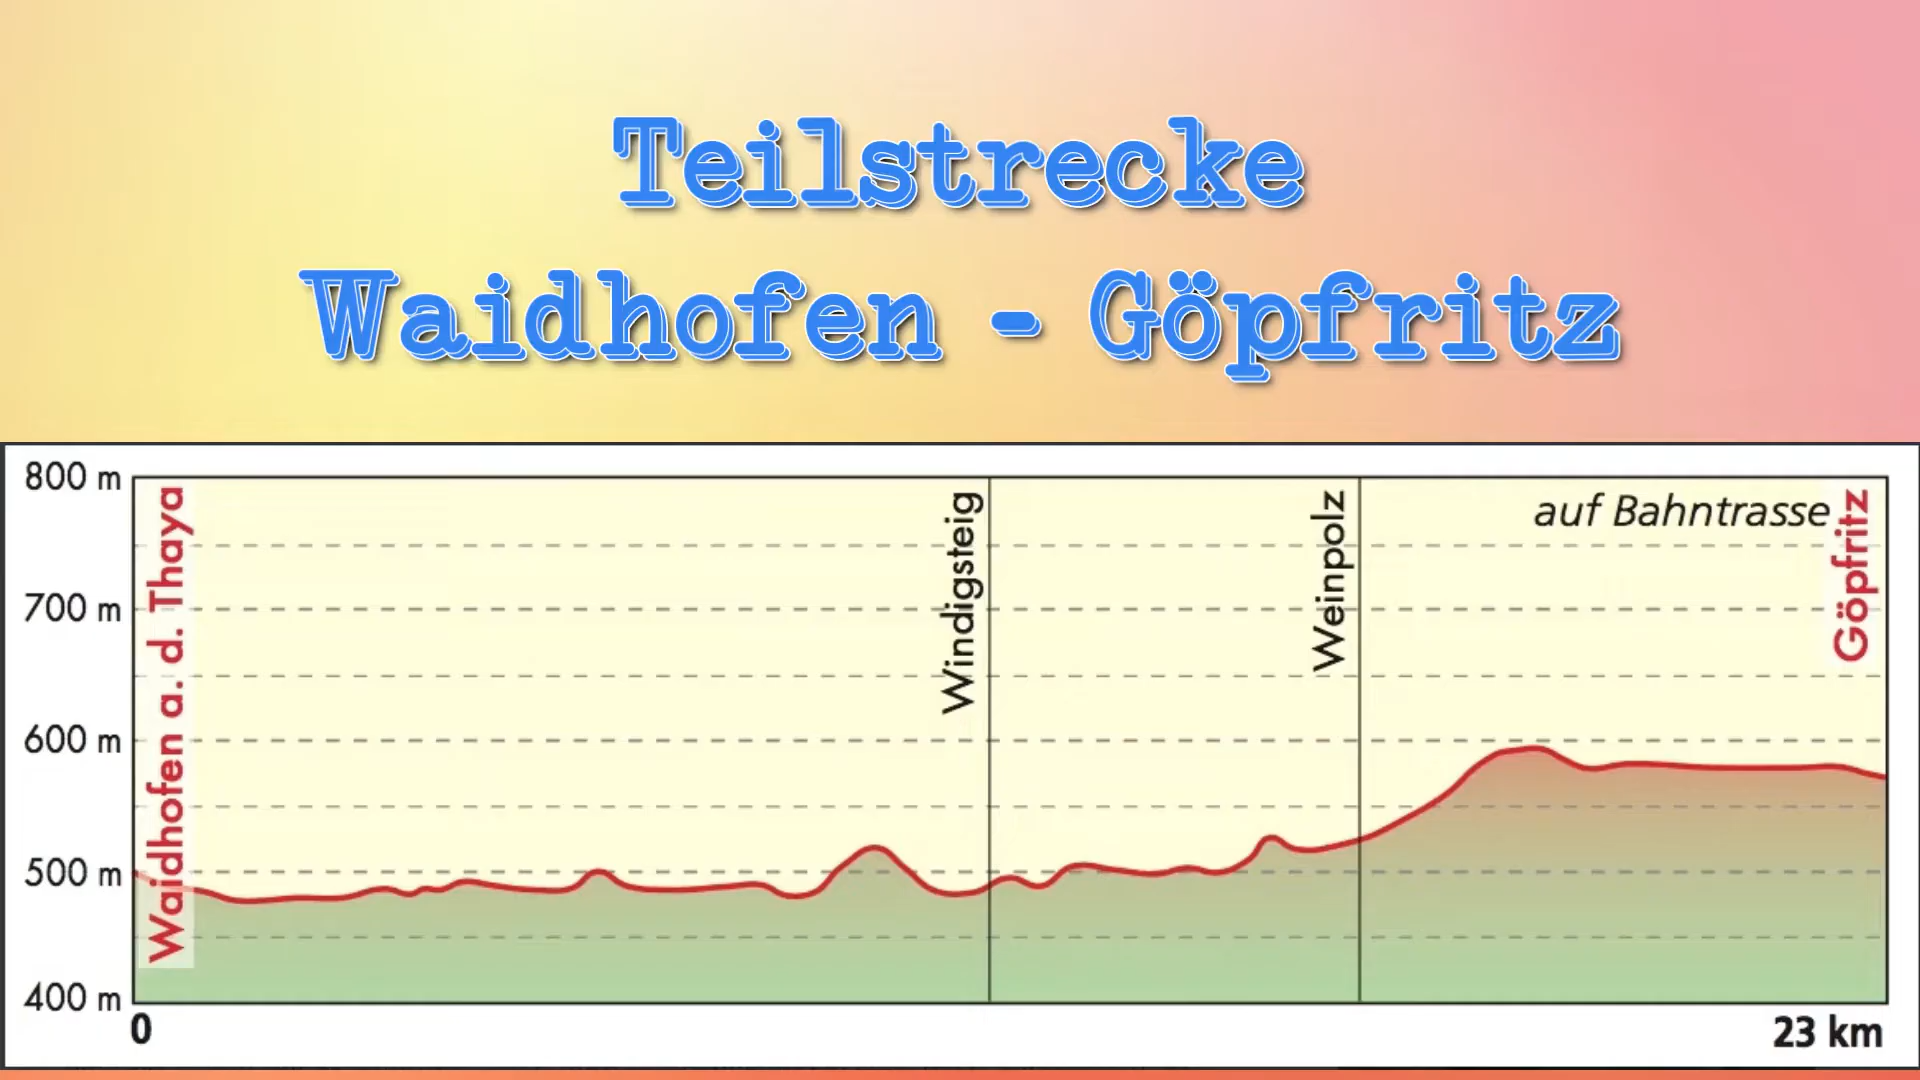 Teilstrecke
Waidhofen - Göpfritz
800 m
700 m
600 m
500 m
400 m
Waidhofen a. d. Thaya
Windigsteig
Weinpolz
auf Bahntrasse
Göpfritz
0
23 km